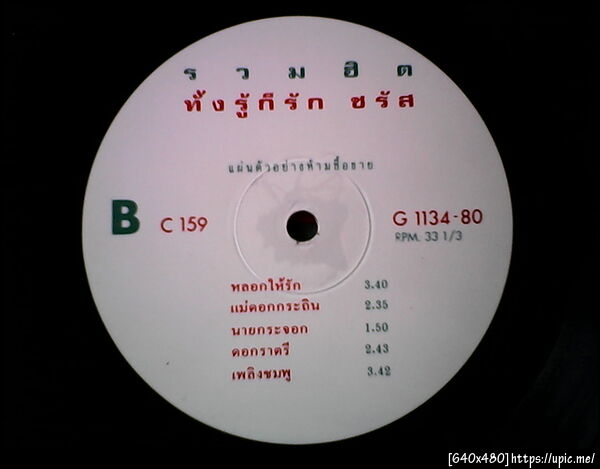 รวมฮิต
ทั้งรู้ก็รัก ชรัส
แผ่นตัวอย่างห้ามซื้อขาย
B C 159 G 1134-80
RPM. 33 1/3
หลอกให้รัก 3.40
แม่ดอกกระถิน 2.35
นายกระจอก 1.50
ดอกราตรี 2.43
เพลิงชมพู 3.42
[640x480]https://upic.me/